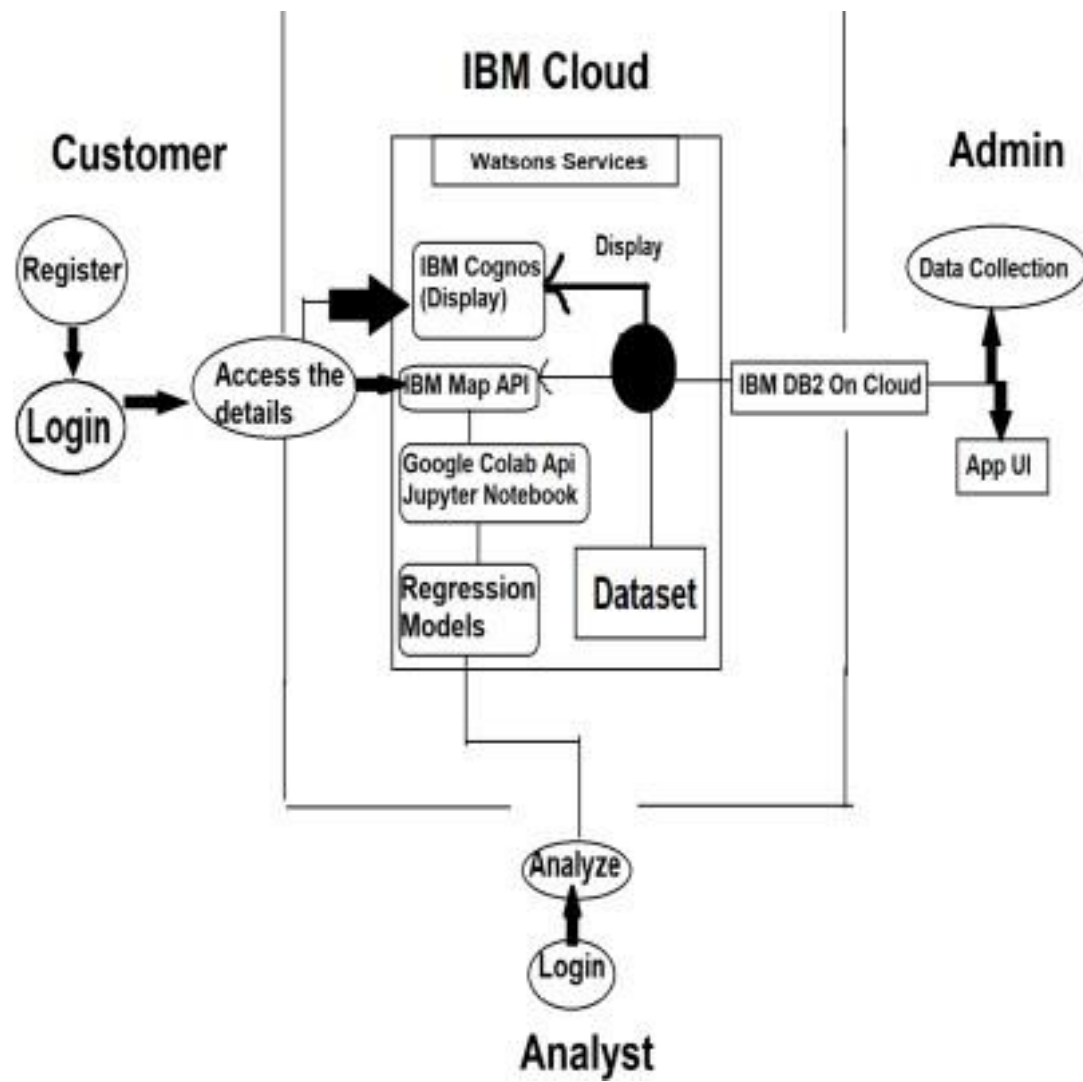 IBM Cloud
Customer
Admin
Watsons Services
Register
IBM Cognos
(Display)
Display
Data Collection
Login
Access the
details
IBM Map API
IBM DB2 On Cloud
App UI
Google Colab Api
Jupyter Notebook
Regression
Models
Dataset
Analyze
Login
Analyst